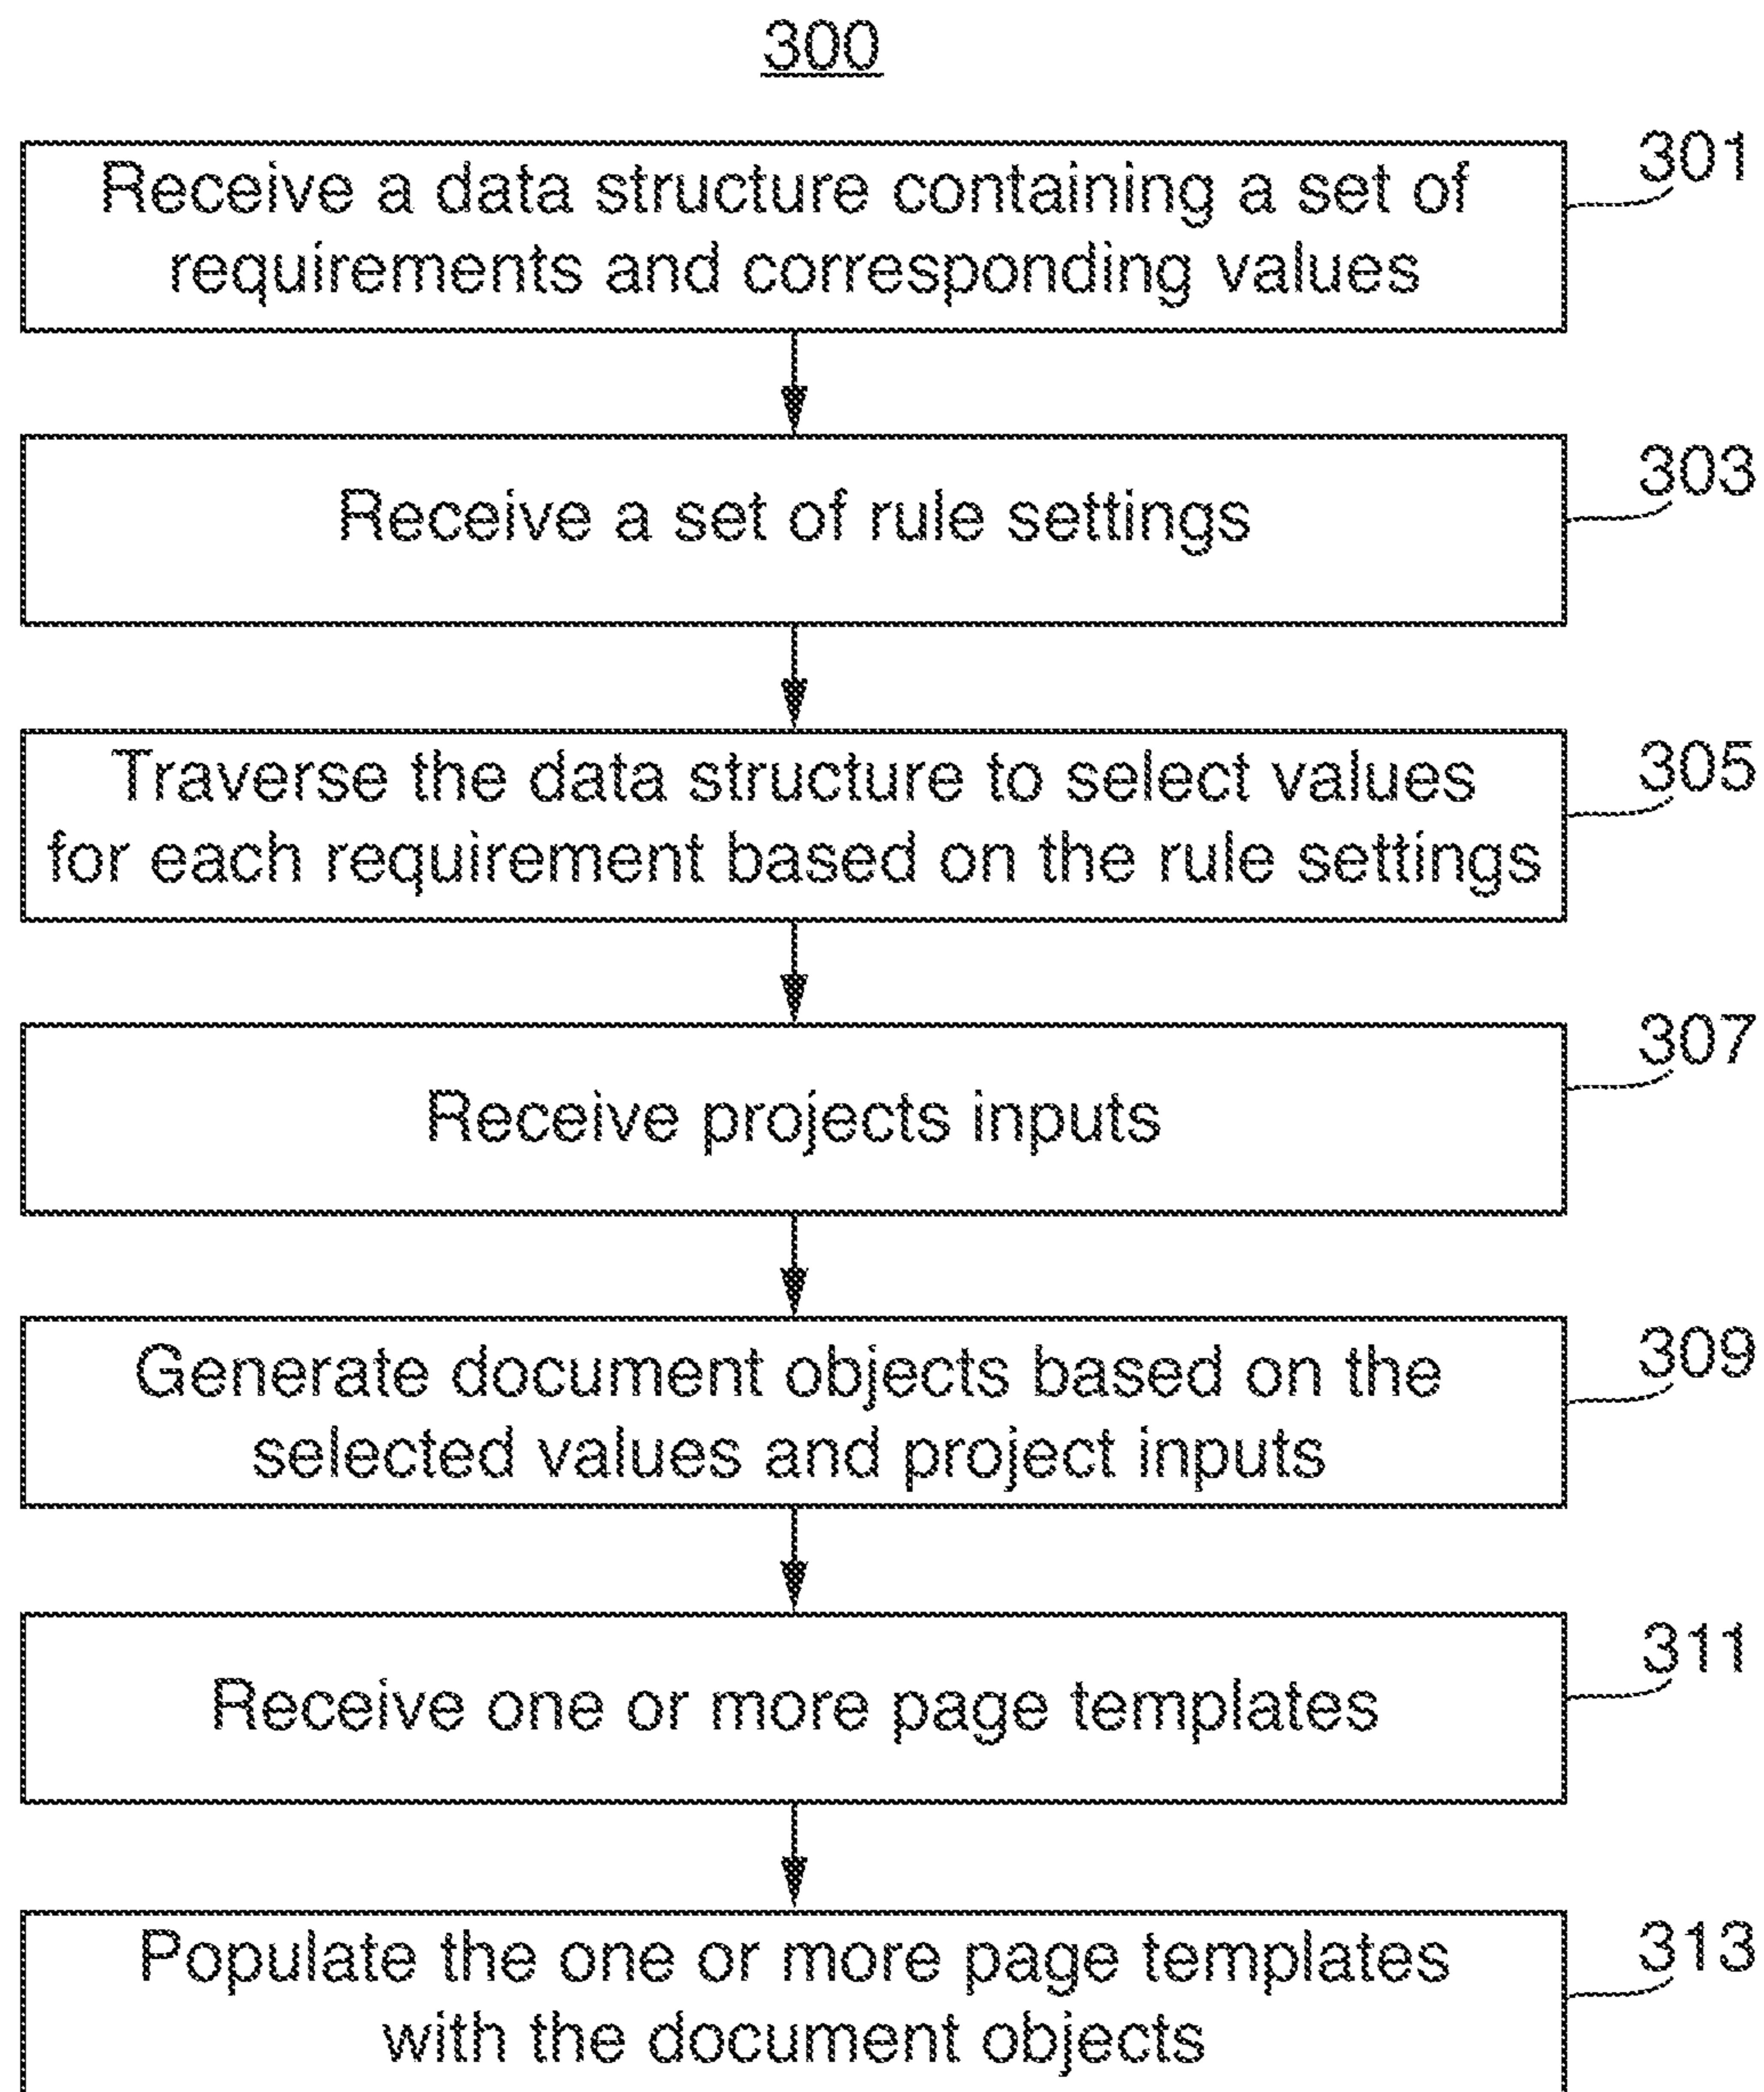 300
Receive a data structure containing a set of
requirements and corresponding values
301
Receive a set of rule settings
303
Traverse the data structure to select values
for each requirement based on the rule settings
305
Receive projects inputs
307
Generate document objects based on the
selected values and project inputs
309
Receive one or more page templates
311
Populate the one or more page templates
with the document objects
313